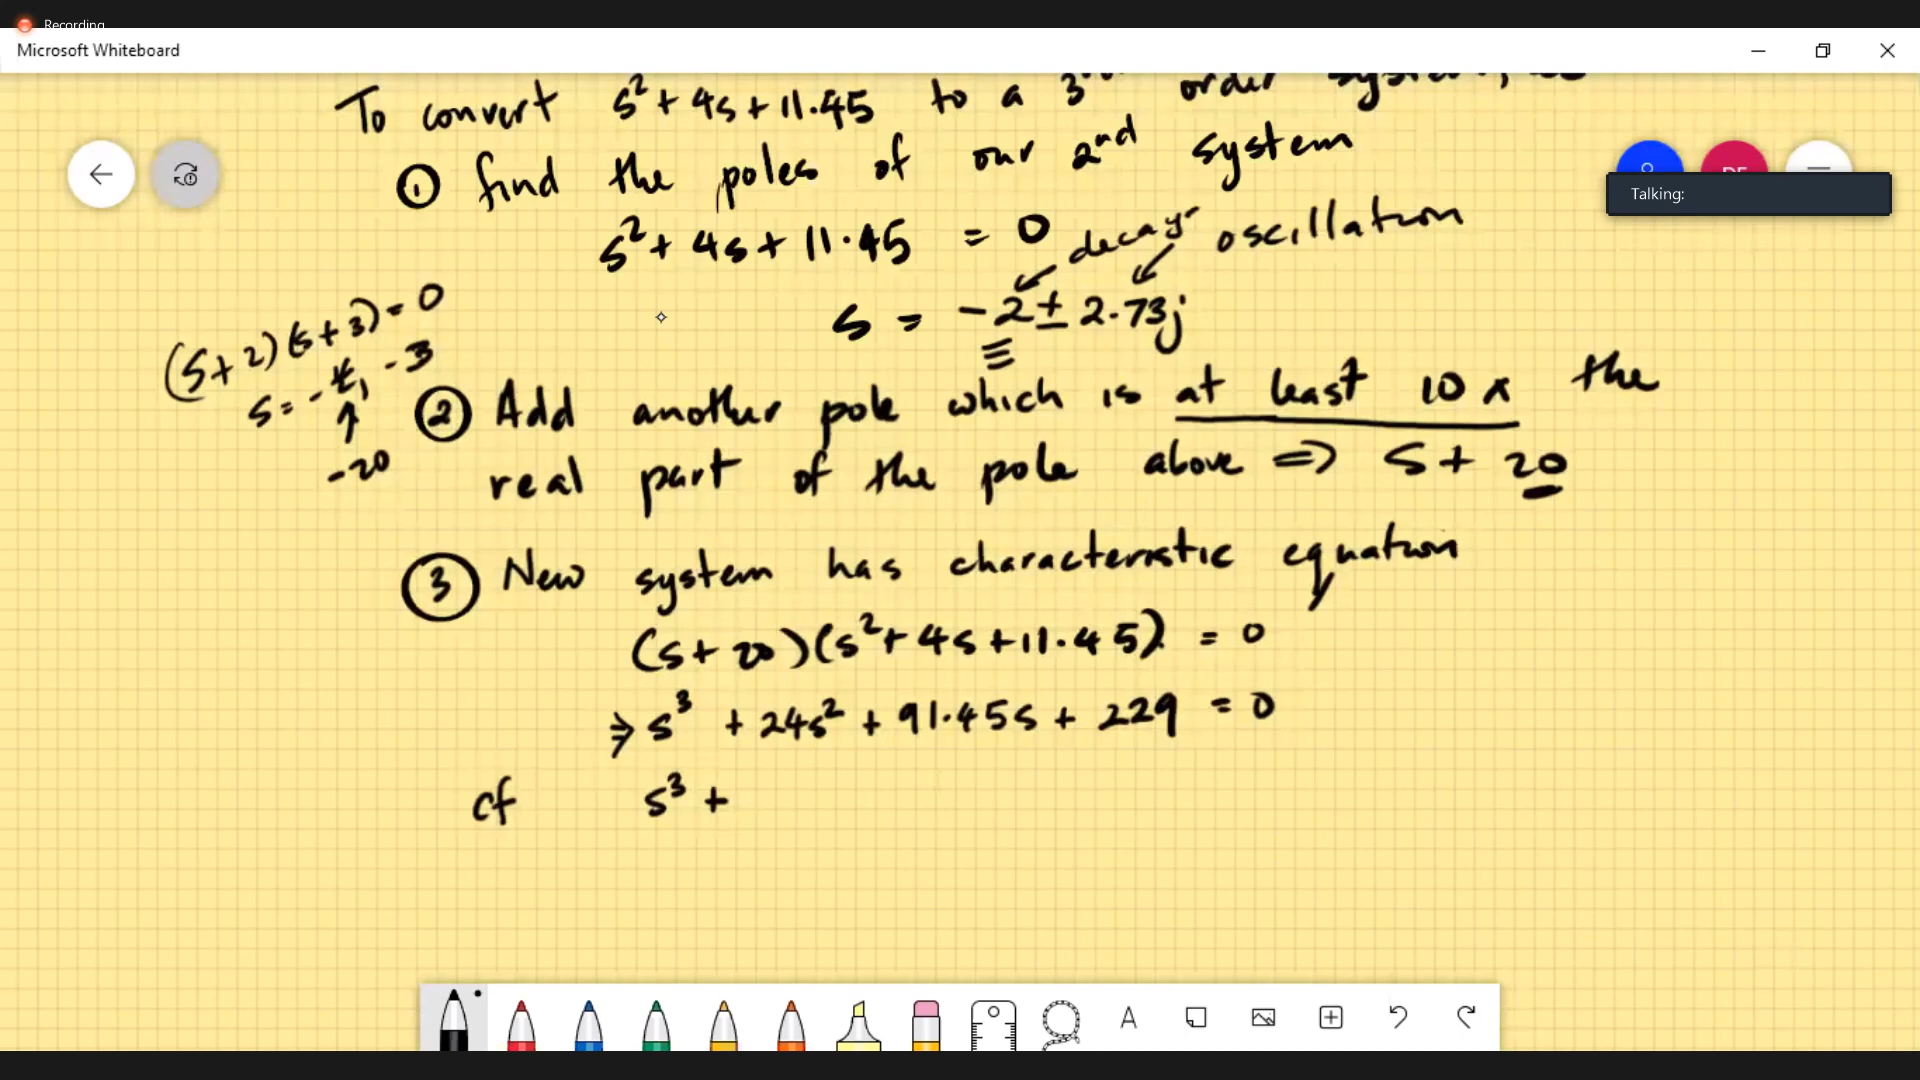 Recording
Microsoft Whiteboard
To convert s² + 4s + 11.45 to a 3 order
① find the poles of our 2nd system
s² + 4s + 11.45 = 0
decay oscillation
s = -2 ± 2.73j
(s+2)(s+3) = 0
-3
-20
② Add another pole which is at least 10 x the
real part of the pole above ⇒ s + 20
③ New system has characteristic equation
(s+20)(s²+4s+11.45) = 0
⇒ s³ + 24s² + 91.45s + 229 = 0
cf s³ +
Talking: